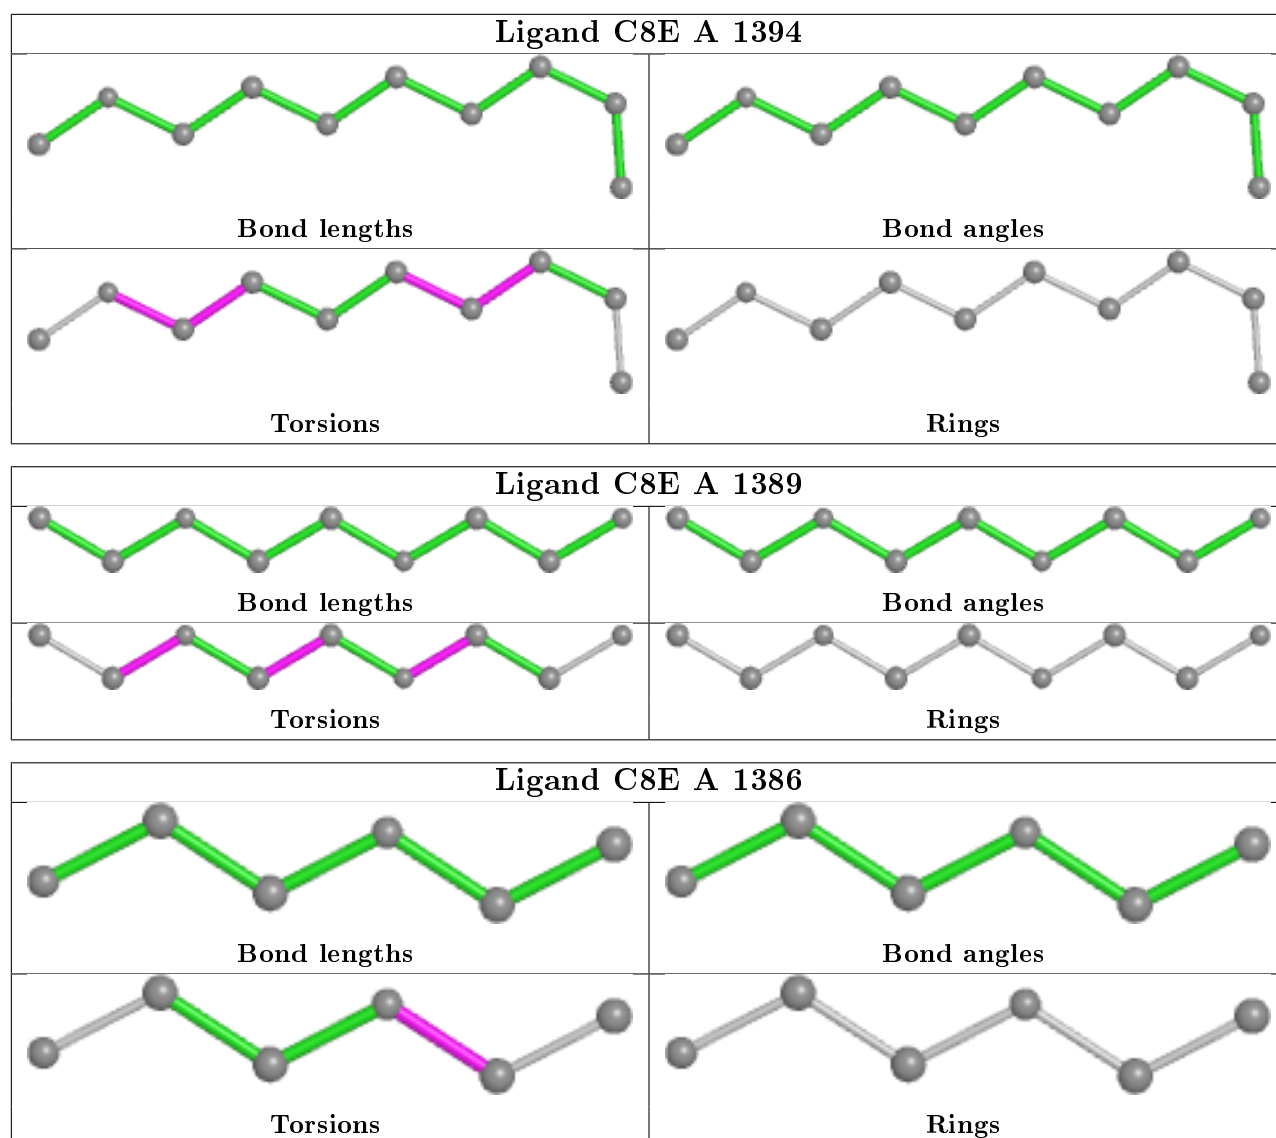 Ligand C8E A 1394
Bond lengths
Bond angles
Torsions
Rings
Ligand C8E A 1389
Bond lengths
Bond angles
Torsions
Rings
Ligand C8E A 1386
Bond lengths
Bond angles
Torsions
Rings